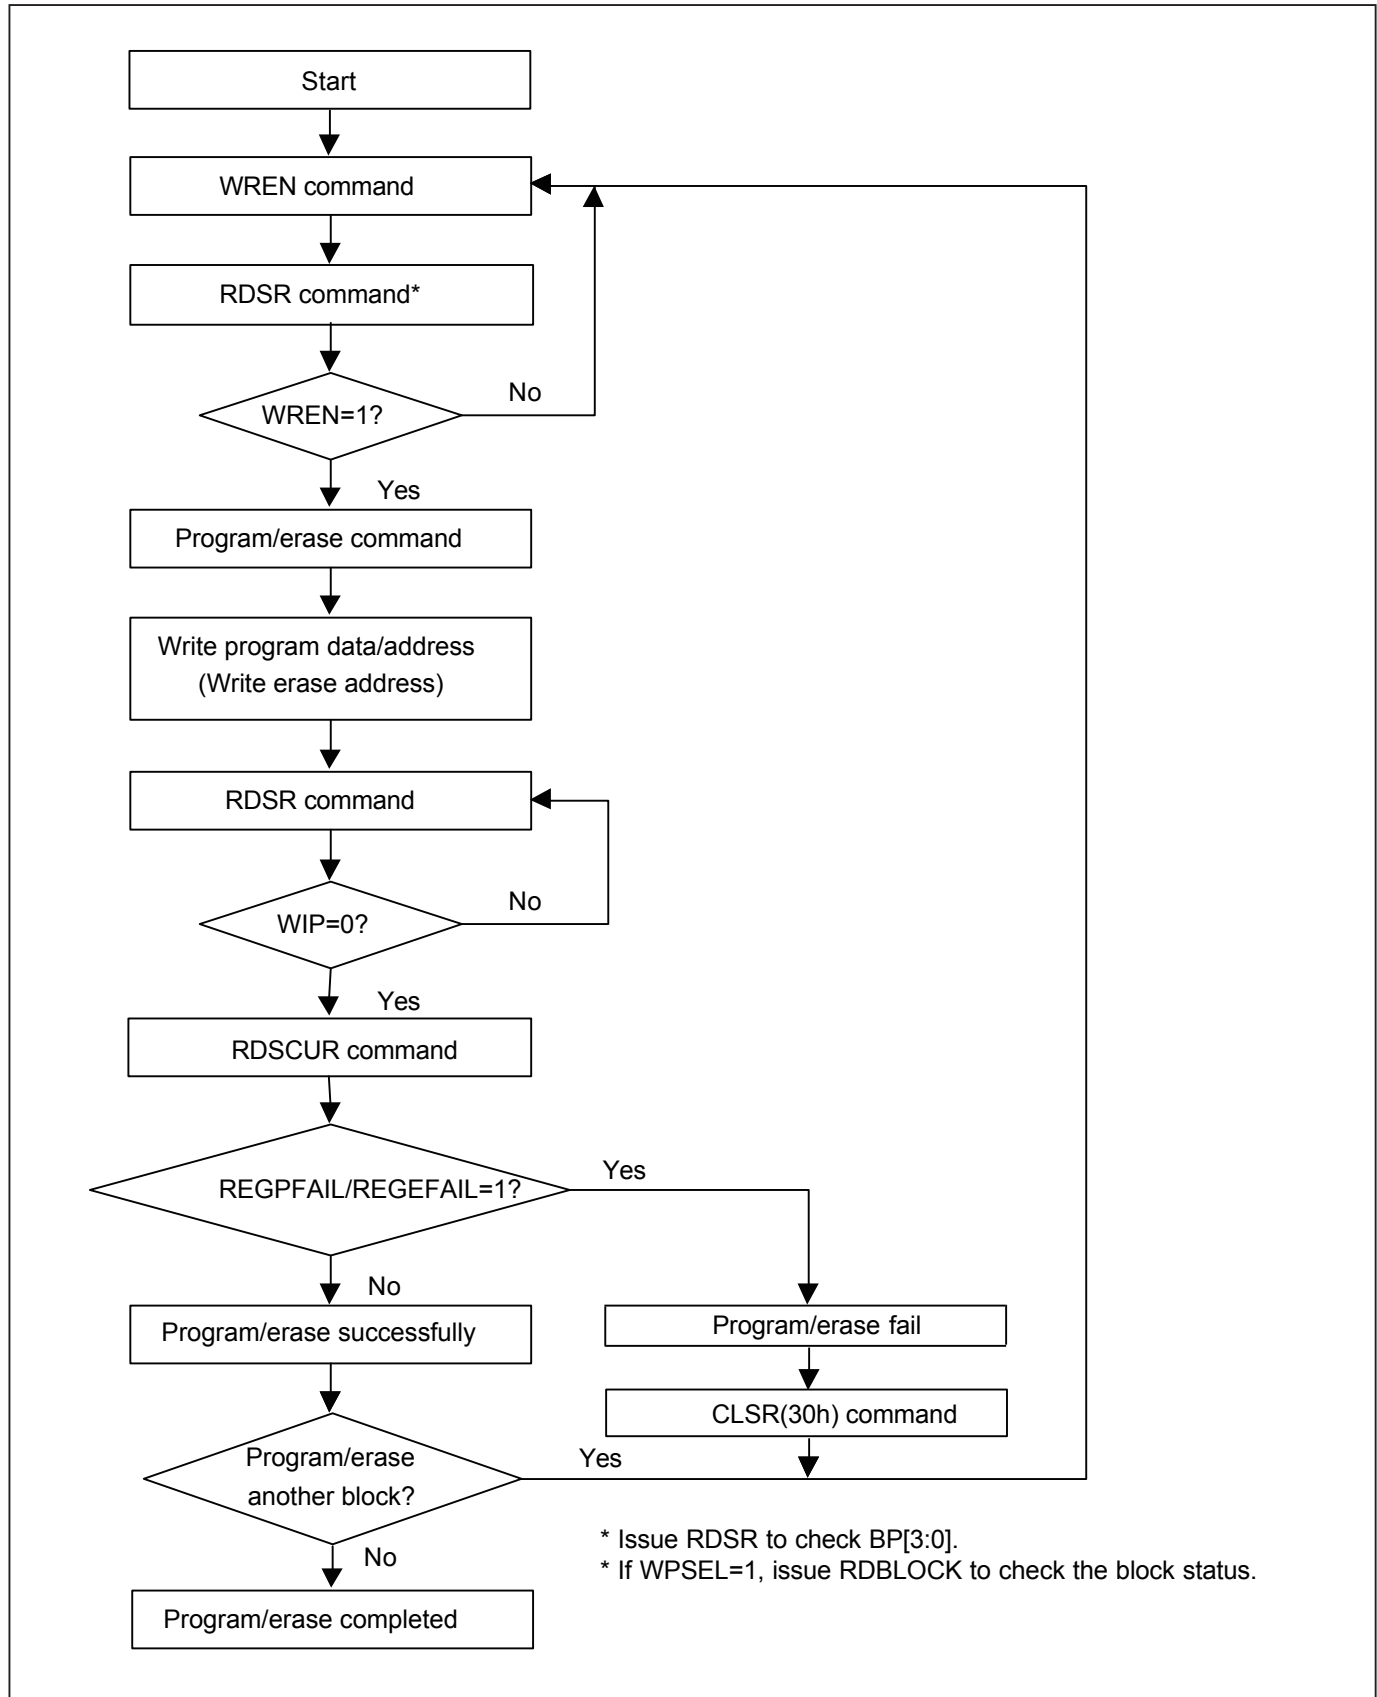 Start
WREN command
RDSR command*
WREN=1?
No
Yes
Program/erase command
Write program data/address
(Write erase address)
RDSR command
WIP=0?
No
Yes
RDSCUR command
REGPFAIL/REGEFAIL=1?
Yes
No
Program/erase successfully
Program/erase fail
CLSR(30h) command
Program/erase
another block?
Yes
No
* Issue RDSR to check BP[3:0].
* If WPSEL=1, issue RDBLOCK to check the block status.
Program/erase completed